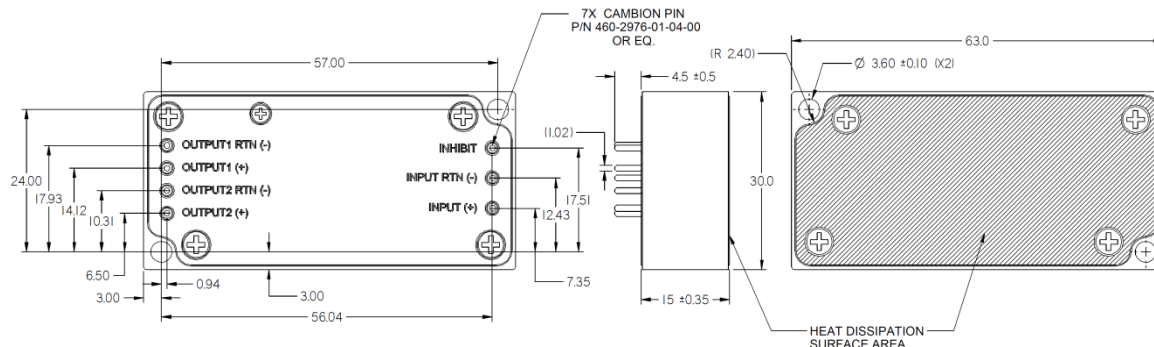 7X CAMBION PIN
P/N 460-2976-01-04-00
OR EQ.
57.00
63.0
(R 2.40)
Ø 3.60 ±0.10 (X2)
4.5 ±0.5
(1.02)
30.0
15 ±0.35
24.00
17.93
14.12
10.31
6.50
3.00
0.94
3.00
56.04
7.35
12.43
17.51
OUTPUT1 RTN (-)
OUTPUT1 (+)
OUTPUT2 RTN (-)
OUTPUT2 (+)
INHIBIT
INPUT RTN (-)
INPUT (+)
HEAT DISSIPATION
SURFACE AREA